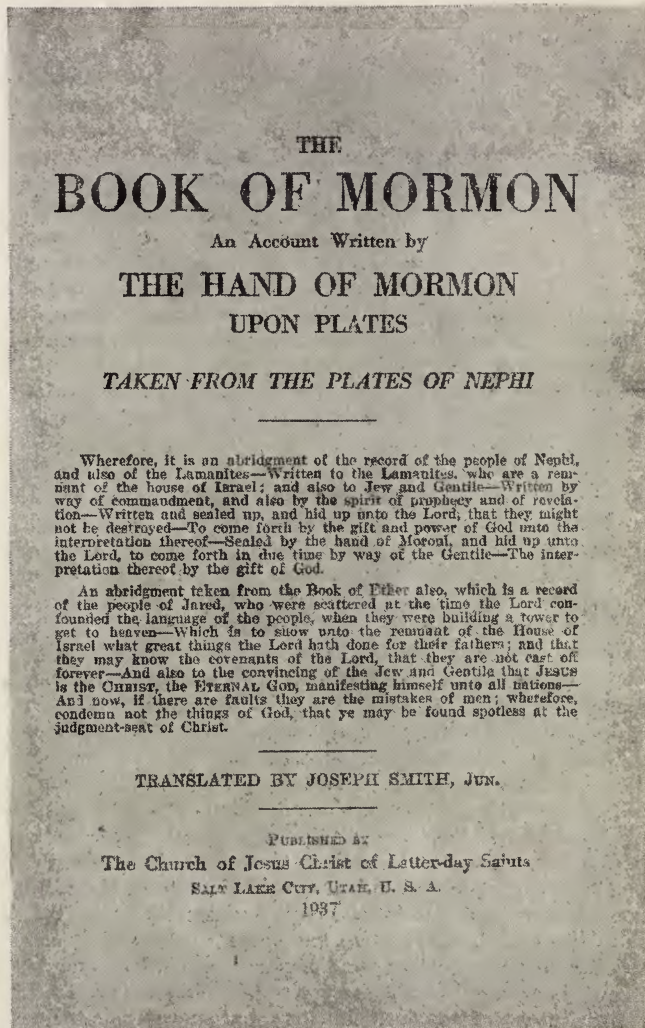 THE
BOOK OF MORMON
An Account Written by
THE HAND OF MORMON
UPON PLATES
TAKEN FROM THE PLATES OF NEPHI
Wherefore, it is an abridgment of the record of the people of Nephi,
and also of the Lamanites—Written to the Lamanites, who are a rem-
nant of the house of Israel; and also to Jew and Gentile—Written by
way of commandment, and also by the spirit of prophecy and of revela-
tion—Written and sealed up, and hid up unto the Lord, that they might
not be destroyed—To come forth by the gift and power of God unto the
interpretation thereof—Sealed by the hand of Moroni, and hid up unto
the Lord, to come forth in due time by way of the Gentile—The inter-
pretation thereof by the gift of God.
An abridgment taken from the Book of Ether also, which is a record
of the people of Jared, who were scattered at the time the Lord con-
founded the language of the people, when they were building a tower to
get to heaven—Which is to show unto the remnant of the House of
Israel what great things the Lord hath done for their fathers; and that
they may know the covenants of the Lord, that they are not cast off
forever—And also to the convincing of the Jew and Gentile that JESUS
is the CHRIST, the ETERNAL GOD, manifesting himself unto all nations—
And now, if there are faults they are the mistakes of men; wherefore,
condemn not the things of God, that ye may be found spotless at the
judgment-seat of Christ.
TRANSLATED BY JOSEPH SMITH, JUN.
PUBLISHED BY
The Church of Jesus Christ of Latter-day Saints
SALT LAKE CITY, UTAH, U. S. A.
1937